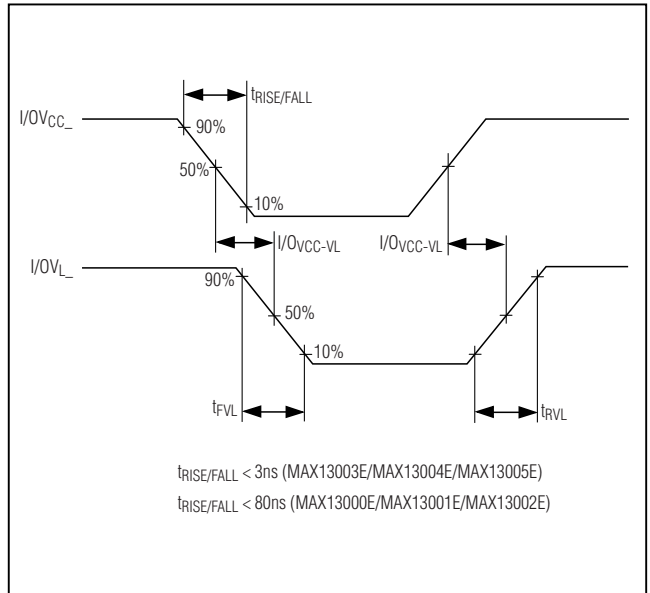 tRISE/FALL
I/OVCC_
90%
50%
10%
I/OVCC-VL
I/OVCC-VL
I/OVL_
90%
50%
10%
tFVL
tRVL
tRISE/FALL < 3ns (MAX13003E/MAX13004E/MAX13005E)
tRISE/FALL < 80ns (MAX13000E/MAX13001E/MAX13002E)